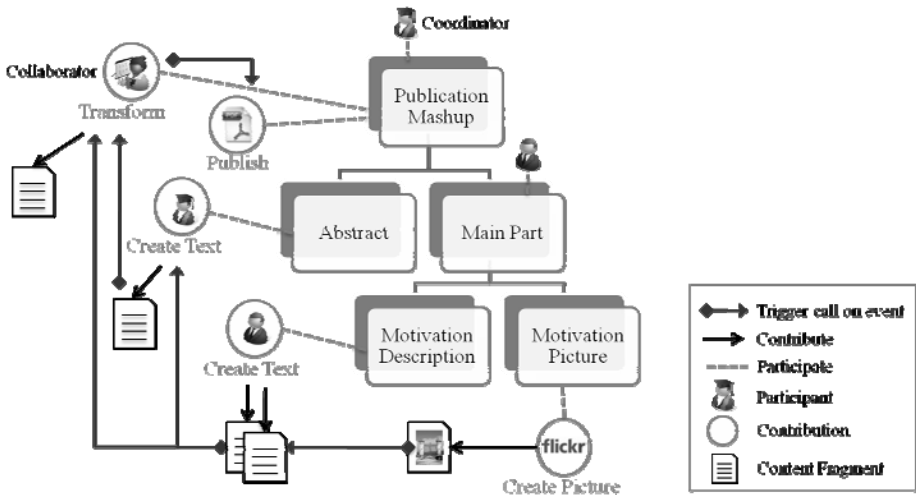 Coordinator
Collaborator
Transform
Publication
Mashup
Publish
Abstract
Main Part
Create Text
Motivation
Description
Motivation
Picture
Create Text
flickr
Create Picture
Trigger call on event
Contribute
Participate
Participant
Contribution
Content Fragment